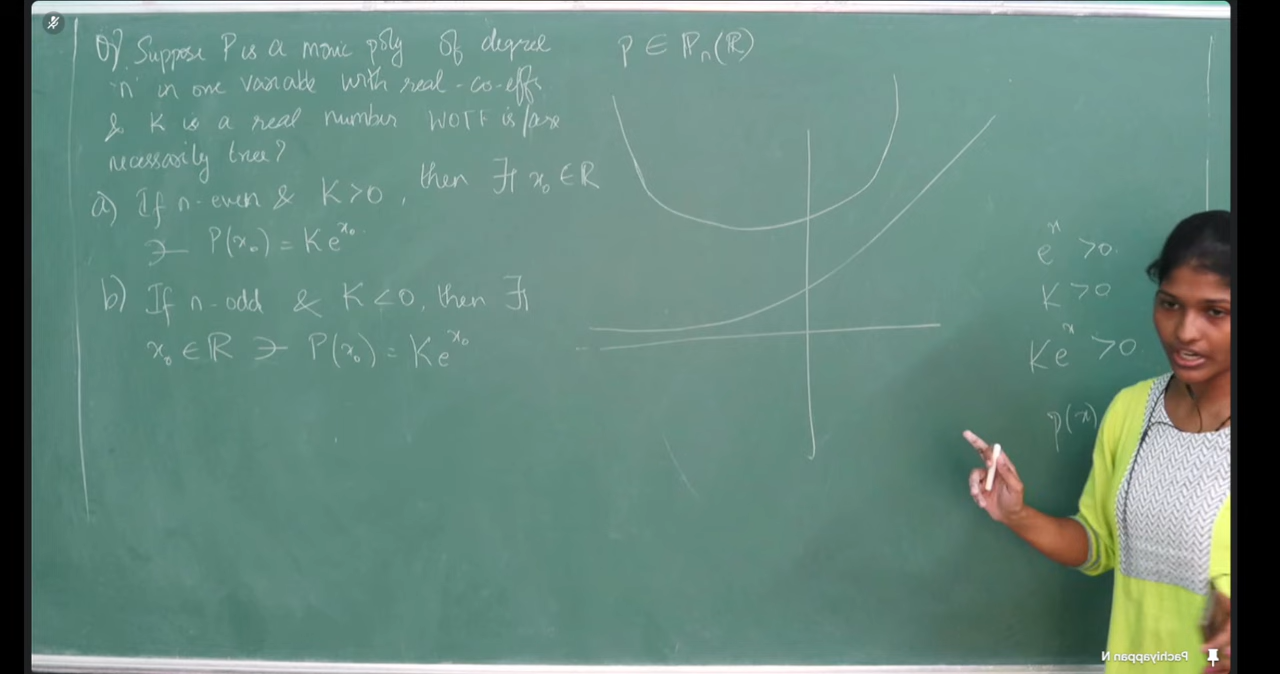 Q) Suppose P is a monic poly of degree
'n' in one variable with real-co-effs
& K is a real number WOTF is/are
necessarily true?
a) If n-even & K>0, then ∃ x₀ ∈ ℝ
∋ P(x₀) = Ke^x₀.
b) If n-odd & K<0, then ∃
x₀ ∈ ℝ ∋ P(x₀) = Ke^x₀
p ∈ ℙₙ(ℝ)
e^x >0.
K >0
Ke^x >0.
p(x)
Pachiyappan N